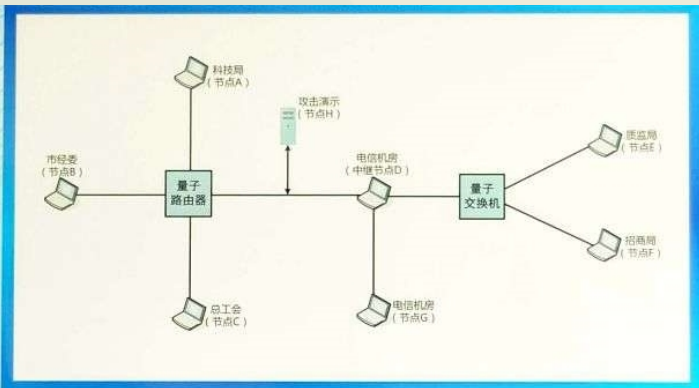 科技局
(节点A)
攻击演示
(节点H)
市经委
(节点B)
量子
路由器
电信机房
(中继节点D)
量子
交换机
质监局
(节点E)
招商局
(节点F)
总工会
(节点C)
电信机房
(节点G)